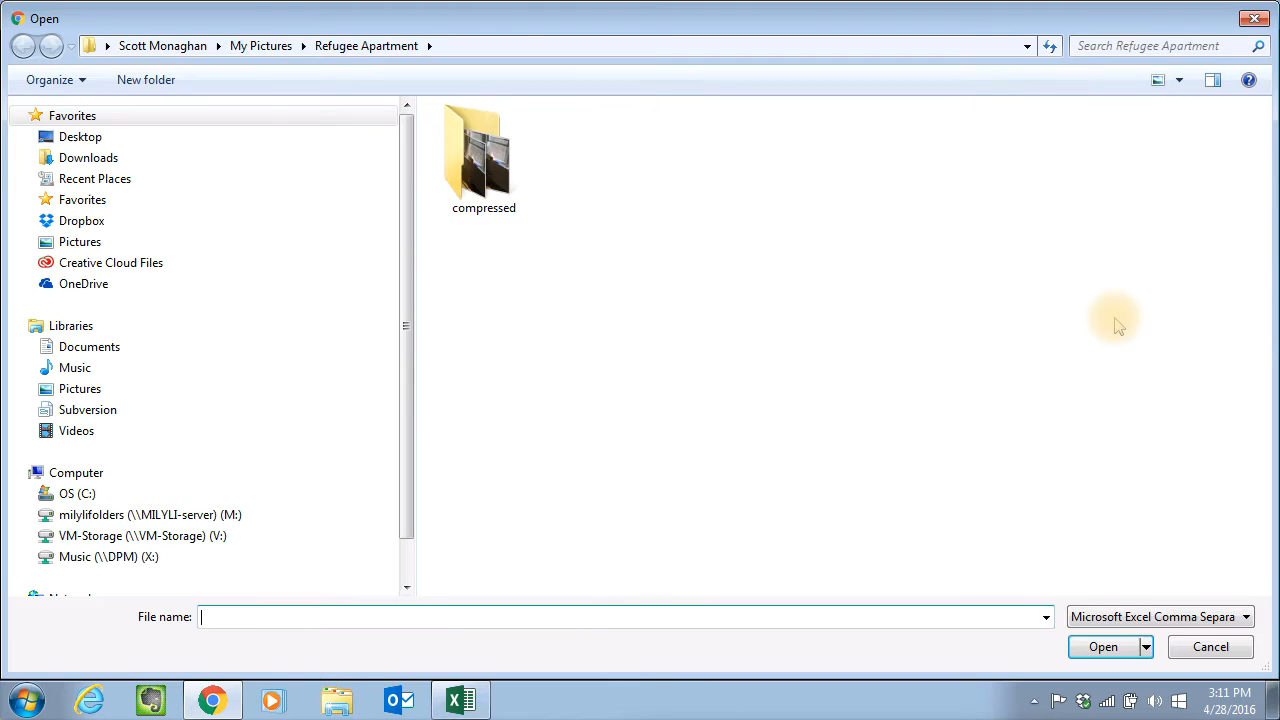 Open
Scott Monaghan My Pictures Refugee Apartment
Search Refugee Apartment
Organize New folder
Favorites
Desktop
Downloads
Recent Places
Favorites
Dropbox
Pictures
Creative Cloud Files
OneDrive
Libraries
Documents
Music
Pictures
Subversion
Videos
Computer
OS (C:)
milylifolders (\\MILYLI-server) (M:)
VM-Storage (\\VM-Storage) (V:)
Music (\\DPM) (X:)
compressed
File name:
Microsoft Excel Comma Separa
Open Cancel
3:11 PM
4/28/2016